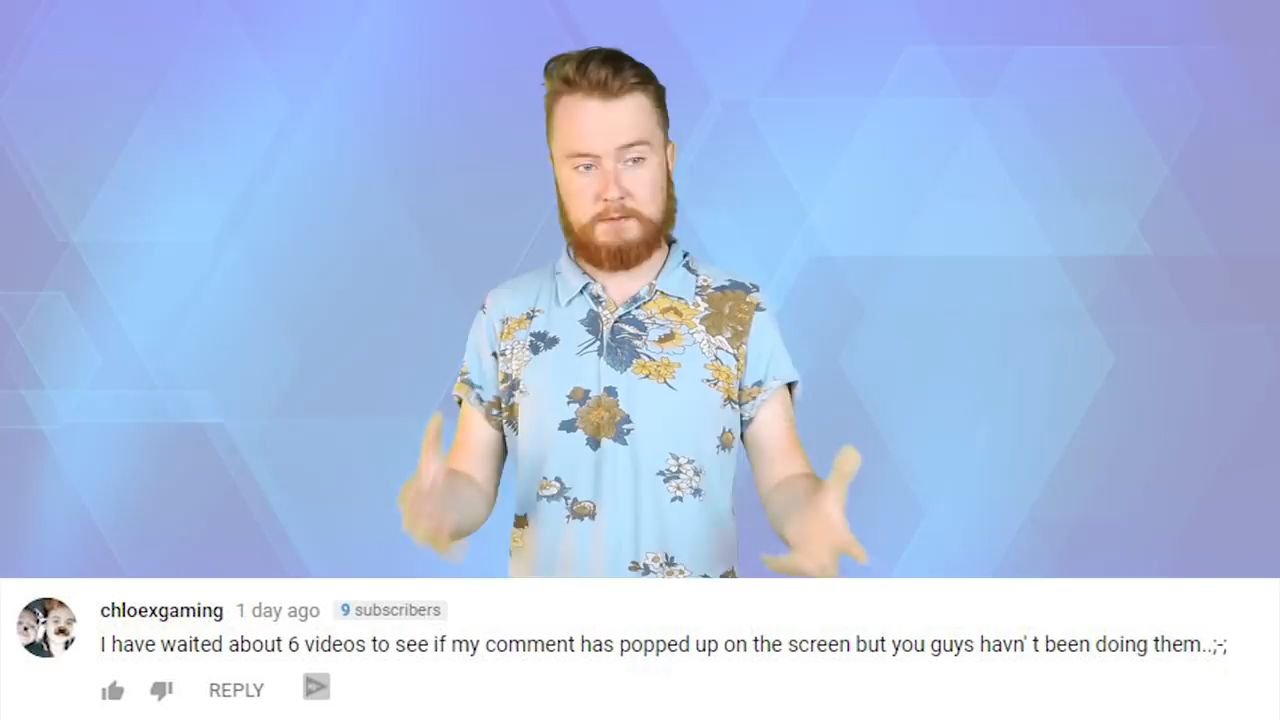 chloexgaming 1 day ago 9 subscribers
I have waited about 6 videos to see if my comment has popped up on the screen but you guys havn' t been doing them..;-;
REPLY